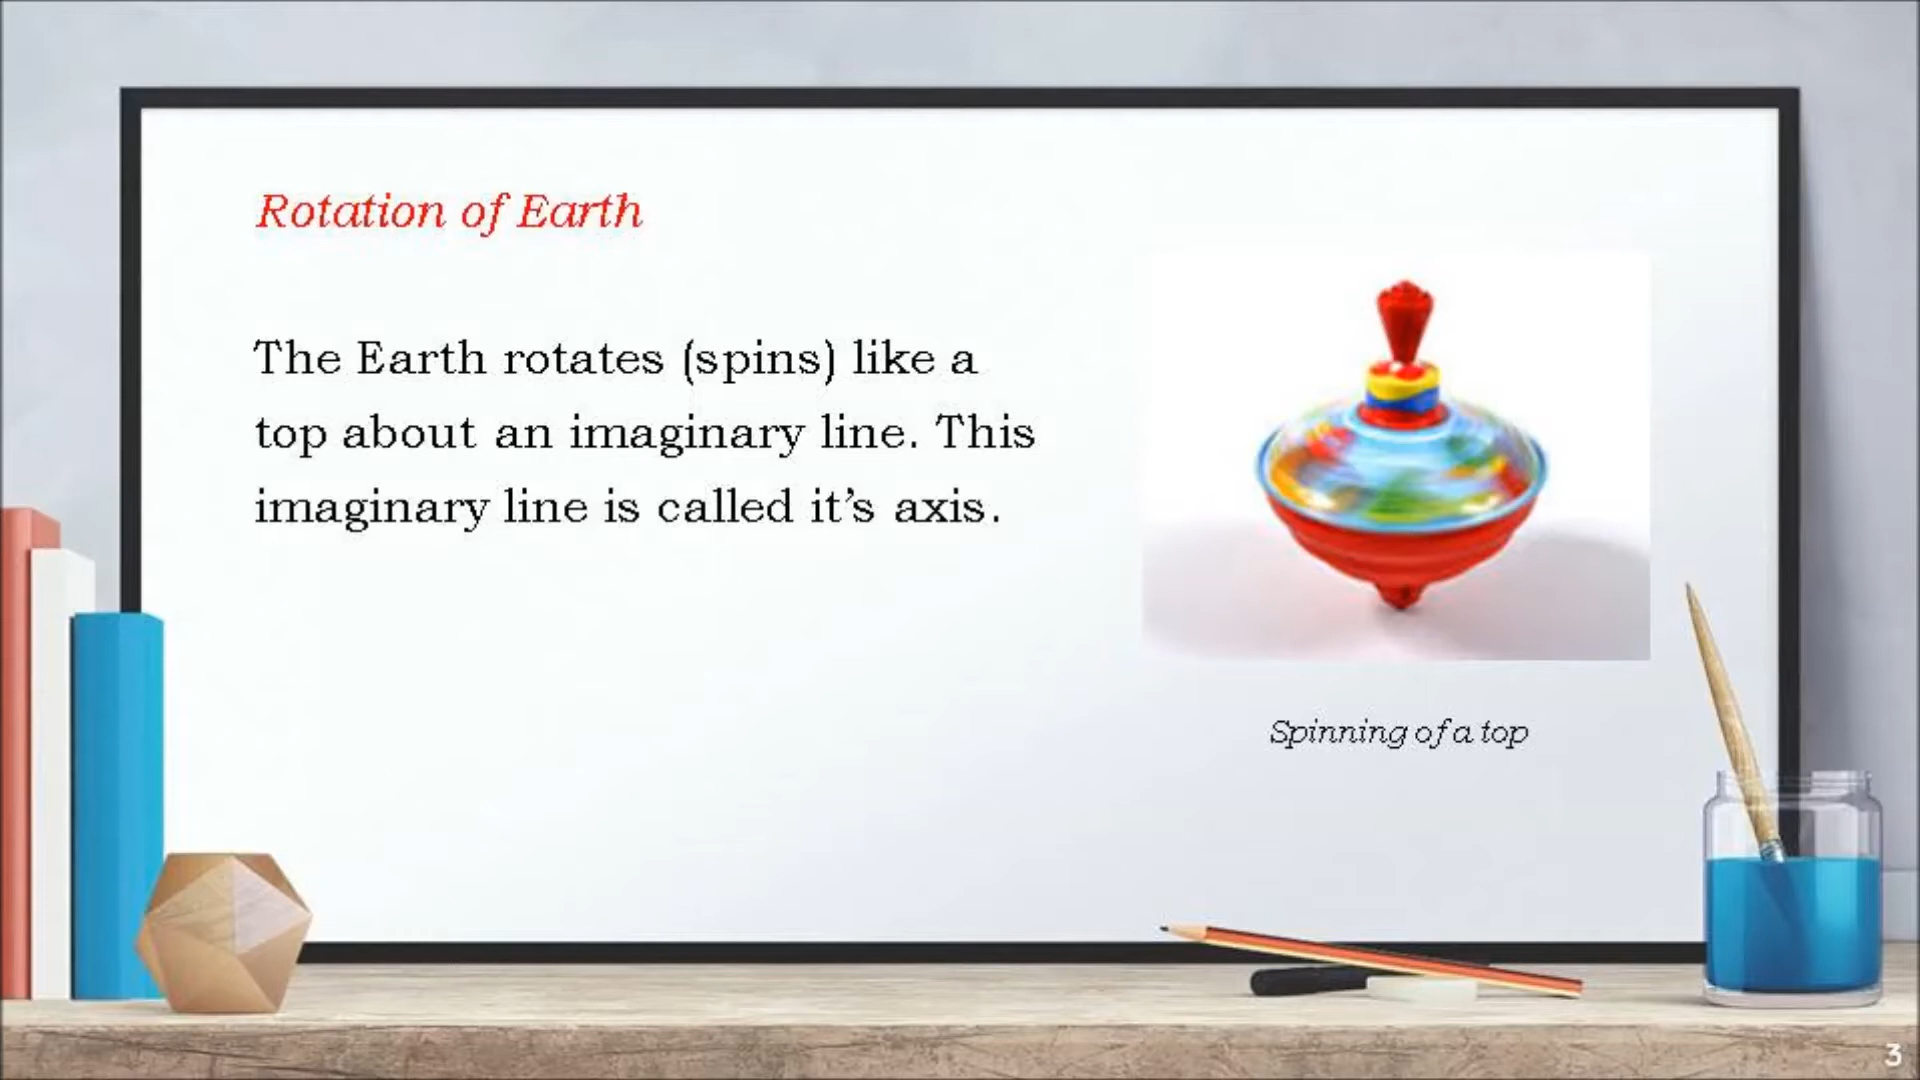 Rotation of Earth
The Earth rotates (spins) like a
top about an imaginary line. This
imaginary line is called it's axis.
Spinning of a top
3